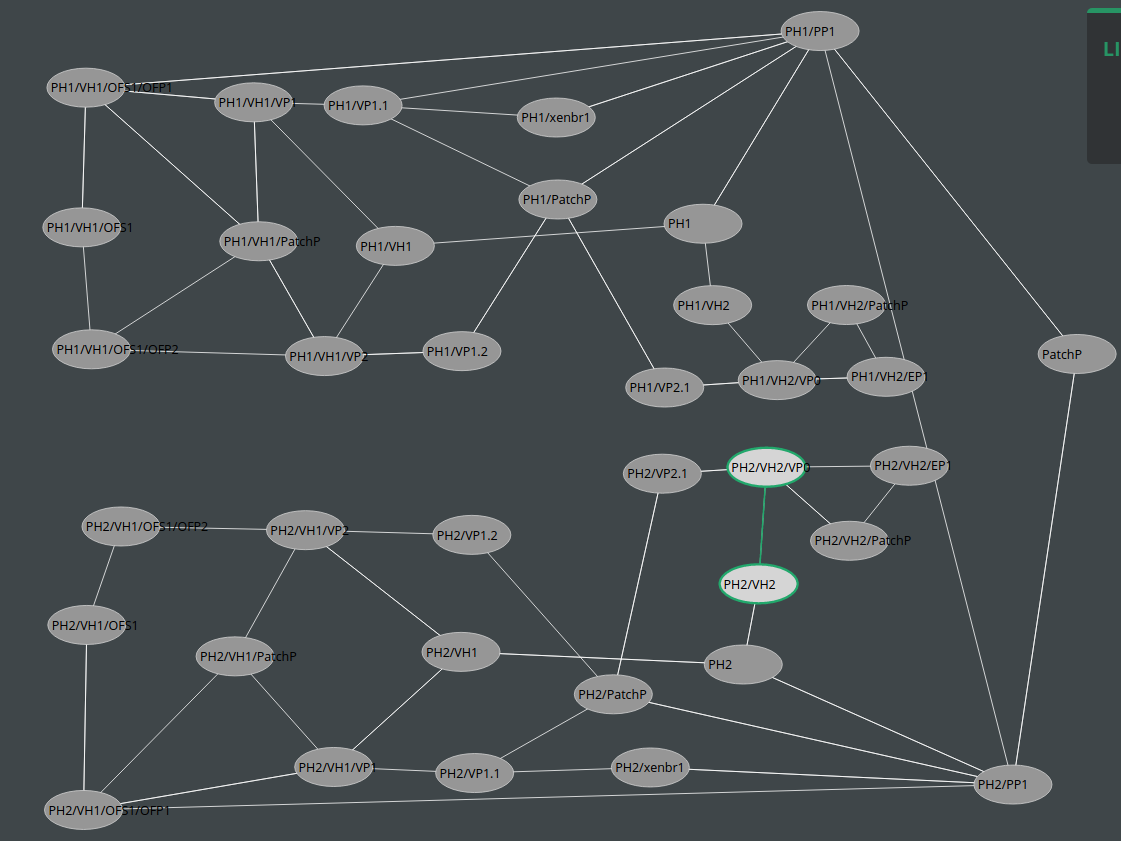 PH1/PP1
LI
PH1/VH1/OFS1/OFP1
PH1/VH1/VP1
PH1/VP1.1
PH1/xenbr1
PH1/PatchP
PH1
PH1/VH1/OFS1
PH1/VH1/PatchP
PH1/VH1
PH1/VH2
PH1/VH2/PatchP
PH1/VH1/OFS1/OFP2
PH1/VH1/VP2
PH1/VP1.2
PatchP
PH1/VP2.1
PH1/VH2/VP0
PH1/VH2/EP1
PH2/VP2.1
PH2/VH2/VP0
PH2/VH2/EP1
PH2/VH1/OFS1/OFP2
PH2/VH1/VP2
PH2/VP1.2
PH2/VH2/PatchP
PH2/VH2
PH2/VH1/OFS1
PH2/VH1/PatchP
PH2/VH1
PH2
PH2/PatchP
PH2/VH1/VP1
PH2/VP1.1
PH2/xenbr1
PH2/PP1
PH2/VH1/OFS1/OFP1